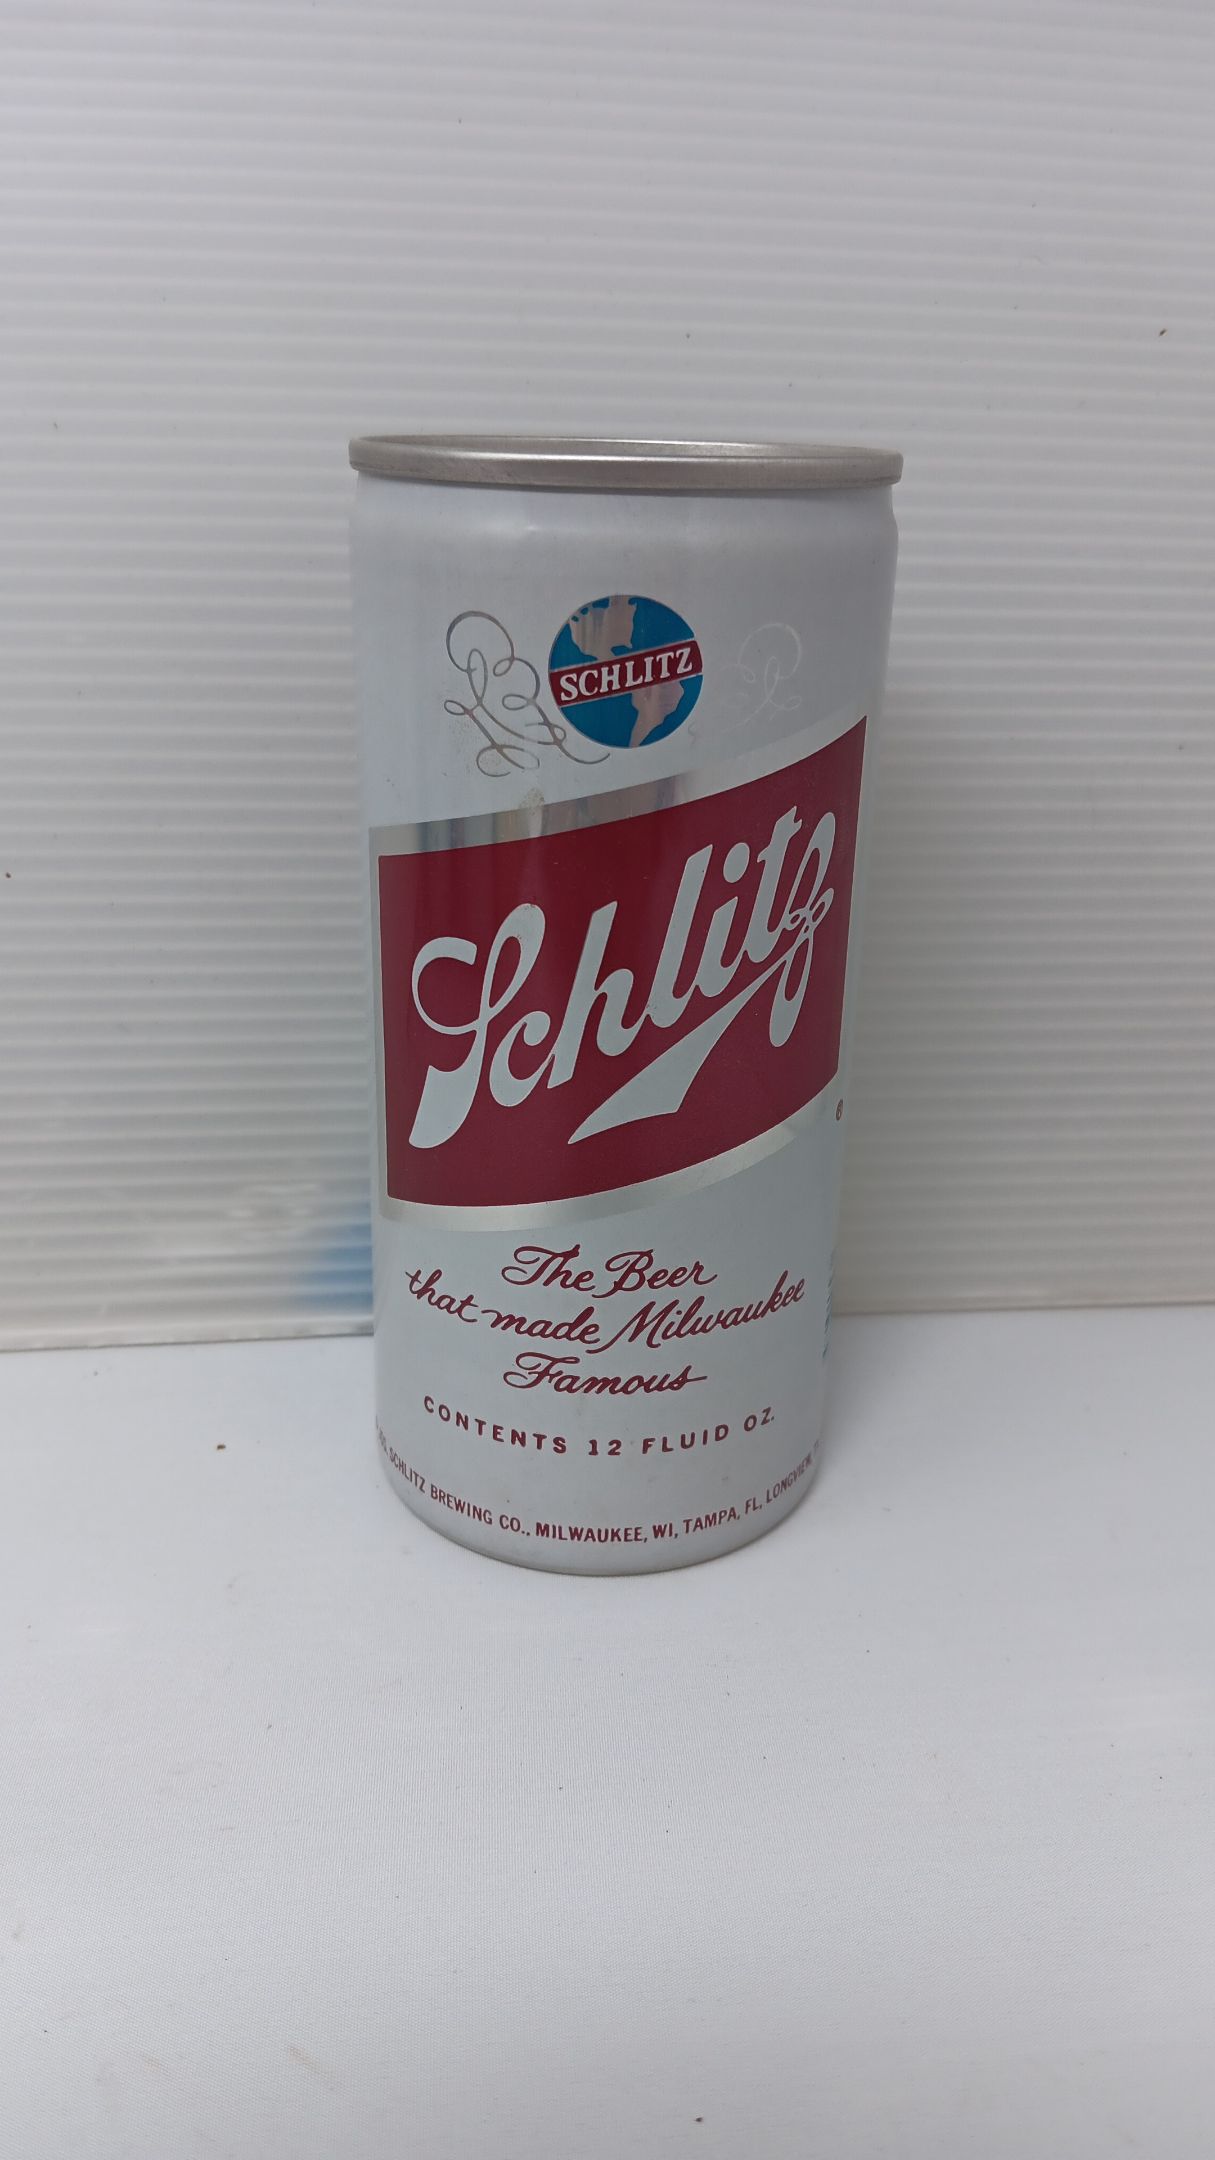 SCHLITZ
Schlitz
®
The Beer
that made Milwaukee
Famous
CONTENTS 12 FLUID OZ.
SCHLITZ BREWING CO., MILWAUKEE, WI, TAMPA, FL, LONGVIEW,